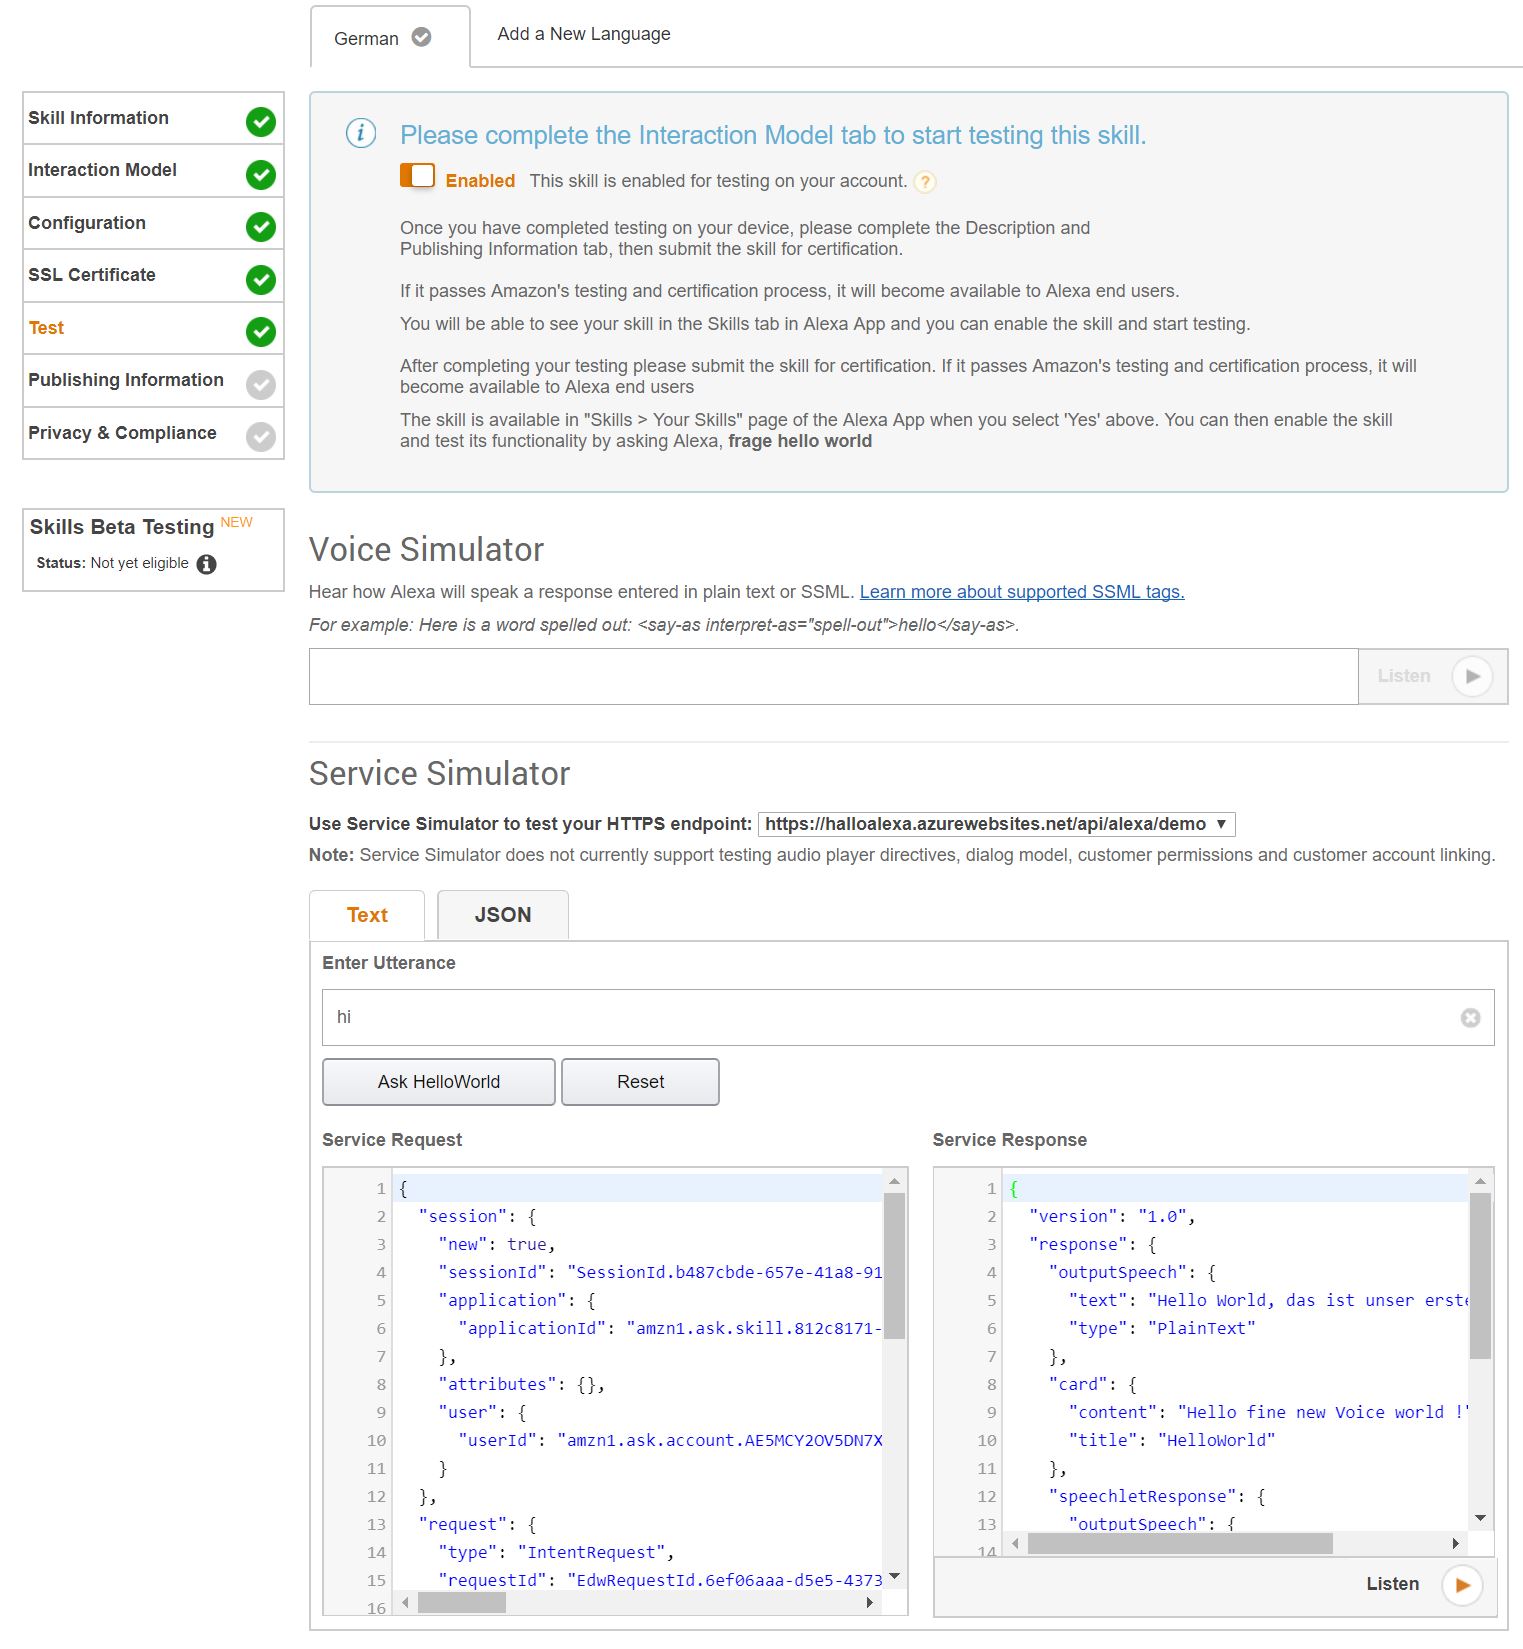 German
Add a New Language
Skill Information
Interaction Model
Configuration
SSL Certificate
Test
Publishing Information
Privacy & Compliance
Skills Beta Testing NEW
Status: Not yet eligible
Please complete the Interaction Model tab to start testing this skill.
Enabled This skill is enabled for testing on your account. ?
Once you have completed testing on your device, please complete the Description and
Publishing Information tab, then submit the skill for certification.
If it passes Amazon's testing and certification process, it will become available to Alexa end users.
You will be able to see your skill in the Skills tab in Alexa App and you can enable the skill and start testing.
After completing your testing please submit the skill for certification. If it passes Amazon's testing and certification process, it will
become available to Alexa end users
The skill is available in "Skills > Your Skills" page of the Alexa App when you select 'Yes' above. You can then enable the skill
and test its functionality by asking Alexa, frage hello world
Voice Simulator
Hear how Alexa will speak a response entered in plain text or SSML. Learn more about supported SSML tags.
For example: Here is a word spelled out: <say-as interpret-as="spell-out">hello</say-as>.
Listen
Service Simulator
Use Service Simulator to test your HTTPS endpoint: https://halloalexa.azurewebsites.net/api/alexa/demo
Note: Service Simulator does not currently support testing audio player directives, dialog model, customer permissions and customer account linking.
Text
JSON
Enter Utterance
hi
Ask HelloWorld
Reset
Service Request
1 {
2 "session": {
3 "new": true,
4 "sessionId": "SessionId.b487cbde-657e-41a8-91
5 "application": {
6 "applicationId": "amzn1.ask.skill.812c8171-
7 },
8 "attributes": {},
9 "user": {
10 "userId": "amzn1.ask.account.AE5MCY2OV5DN7X
11 }
12 },
13 "request": {
14 "type": "IntentRequest",
15 "requestId": "EdwRequestId.6ef06aaa-d5e5-4373
16
Service Response
1 {
2 "version": "1.0",
3 "response": {
4 "outputSpeech": {
5 "text": "Hello World, das ist unser erste
6 "type": "PlainText"
7 },
8 "card": {
9 "content": "Hello fine new Voice world !"
10 "title": "HelloWorld"
11 },
12 "speechletResponse": {
13 "outputSpeech": {
14
Listen